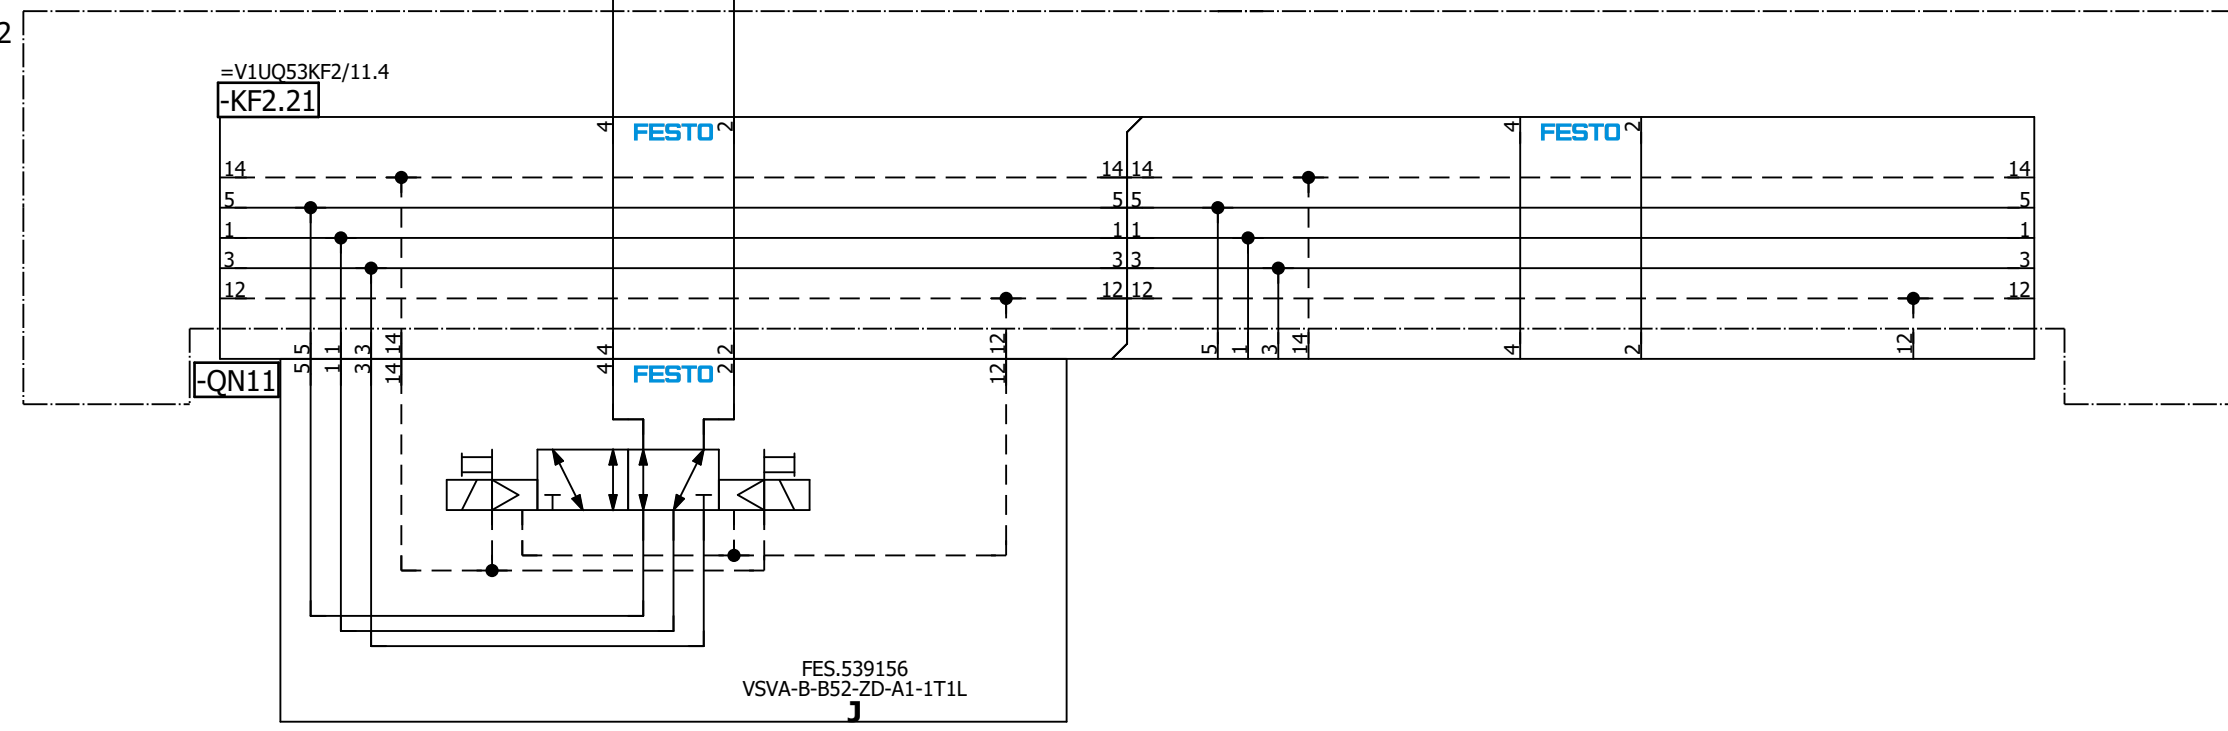 2
=V1UQ53KF2/11.4
-KF2.21
4 FESTO 2 4 FESTO 2
14 14 14 14
5 5 5 5
1 1 1 1
3 3 3 3
12 12 12 12
5 1 3 14 4 2 12 5 1 3 14 4 2 12
-QN11 5 1 3 14 4 FESTO 2 12
FES.539156
VSVA-B-B52-ZD-A1-1T1L
J